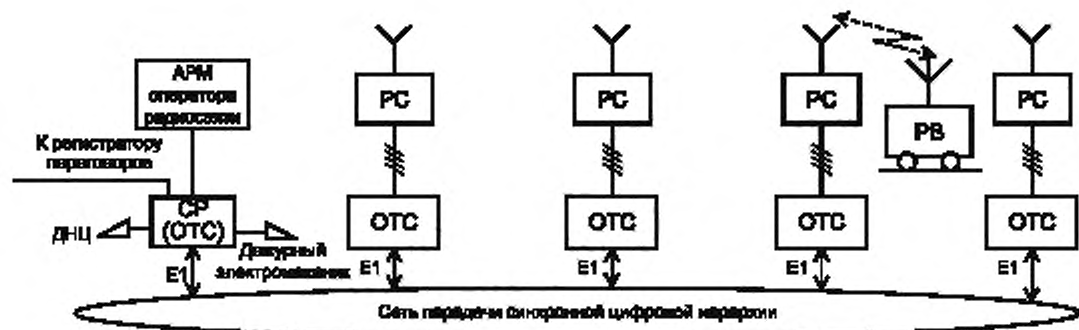 АРМ
оператора
радиосвязи
РС
РС
РС
РС
РВ
К регистратору
переговоров
СР
(ОТС)
ОТС
ОТС
ОТС
ОТС
ДНЦ
Дежурный
электромеханик
Е1
Е1
Е1
Е1
Е1
Сеть передачи синхронной цифровой иерархии